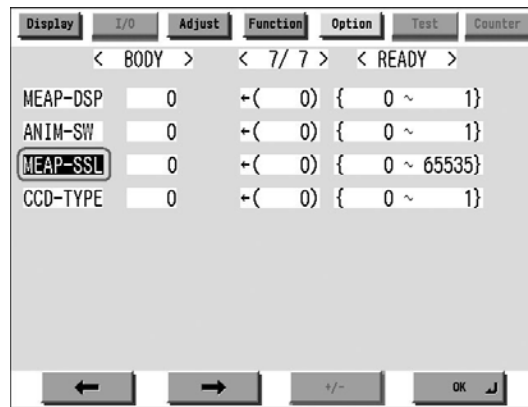 Display I/O Adjust Function Option Test Counter
< BODY > < 7/ 7 > < READY >
MEAP-DSP 0 ←( 0) { 0 ~ 1}
ANIM-SW 0 ←( 0) { 0 ~ 1}
MEAP-SSL 0 ←( 0) { 0 ~ 65535}
CCD-TYPE 0 ←( 0) { 0 ~ 1}
← → +/- OK ↵